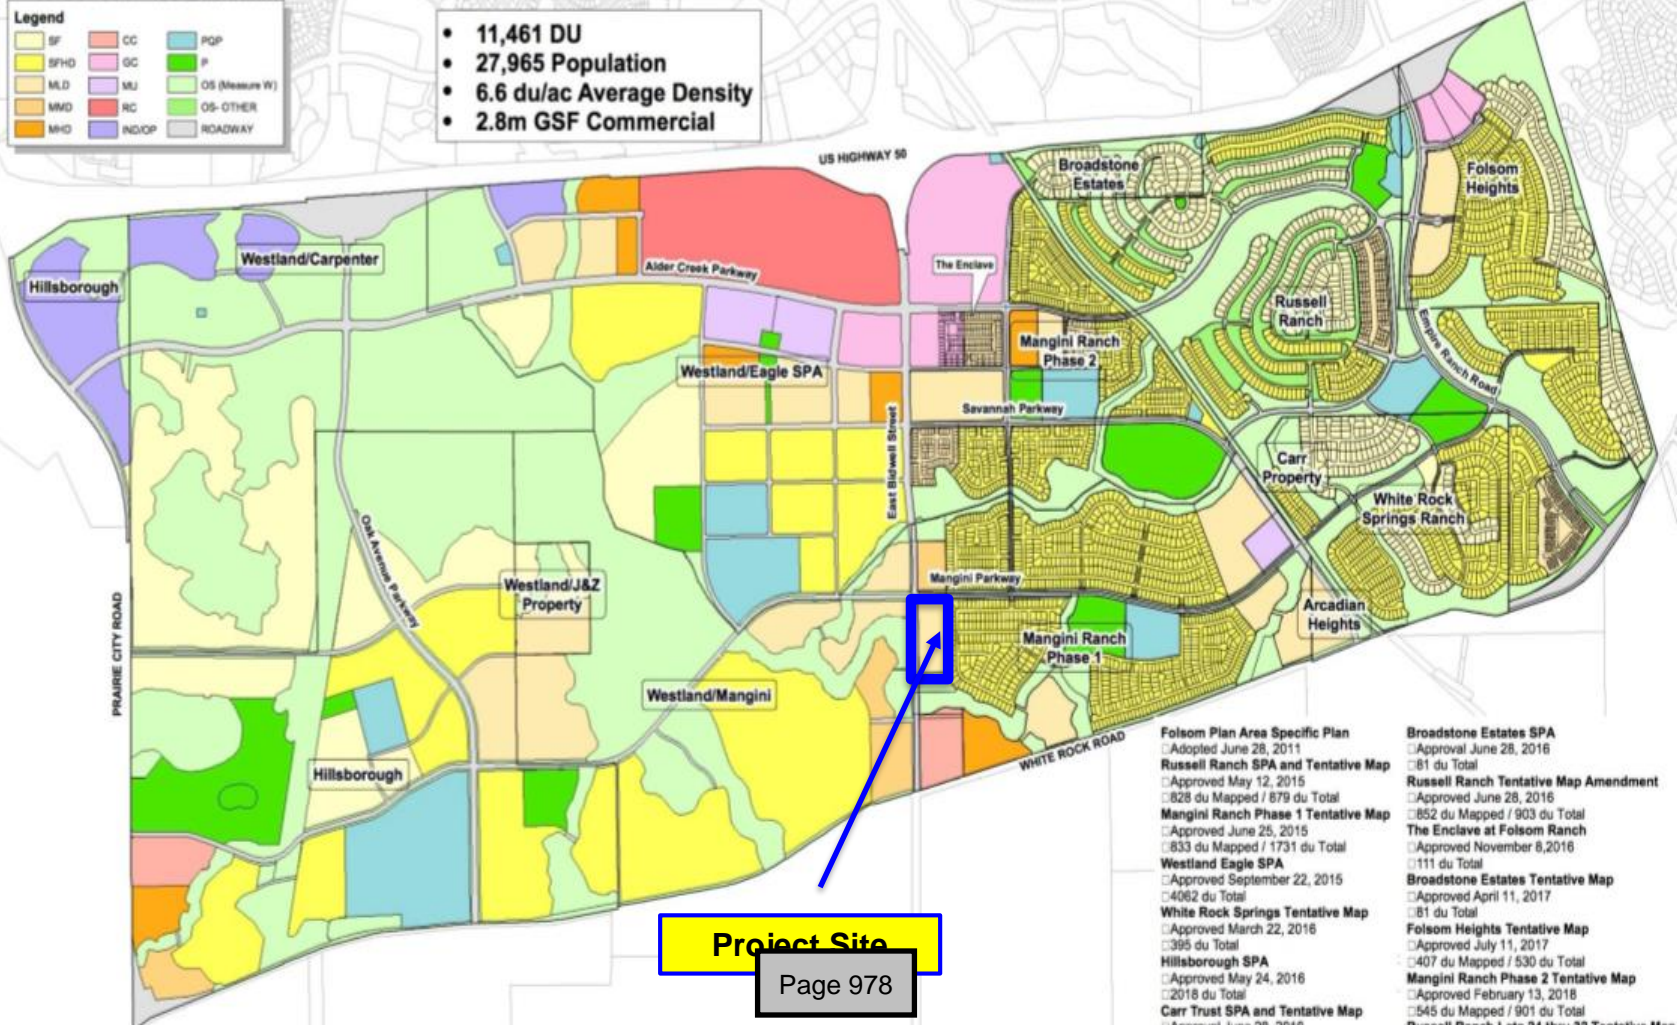 Legend
SF
SFHD
MLD
MMD
MHD
CC
GC
MU
RC
IND/OP
PQP
P
OS (Measure W)
OS- OTHER
ROADWAY
• 11,461 DU
• 27,965 Population
• 6.6 du/ac Average Density
• 2.8m GSF Commercial
US HIGHWAY 50
Broadstone
Estates
Folsom
Heights
Westland/Carpenter
Hillsborough
Alder Creek Parkway
The Enclave
Russell
Ranch
Mangini Ranch
Phase 2
Empire Ranch Road
Westland/Eagle SPA
Savannah Parkway
East Bidwell Street
Carr
Property
White Rock
Springs Ranch
Oak Avenue Parkway
Westland/J&Z
Property
Mangini Parkway
PRAIRIE CITY ROAD
Arcadian
Heights
Mangini Ranch
Phase 1
Westland/Mangini
Hillsborough
WHITE ROCK ROAD
Project Site
Page 978
Folsom Plan Area Specific Plan
□Adopted June 28, 2011
Russell Ranch SPA and Tentative Map
□Approved May 12, 2015
□828 du Mapped / 879 du Total
Mangini Ranch Phase 1 Tentative Map
□Approved June 25, 2015
□833 du Mapped / 1731 du Total
Westland Eagle SPA
□Approved September 22, 2015
□4062 du Total
White Rock Springs Tentative Map
□Approved March 22, 2016
□395 du Total
Hillsborough SPA
□Approved May 24, 2016
□2018 du Total
Carr Trust SPA and Tentative Map
□Approval June 28, 2016
Broadstone Estates SPA
□Approval June 28, 2016
□81 du Total
Russell Ranch Tentative Map Amendment
□Approved June 28, 2016
□852 du Mapped / 903 du Total
The Enclave at Folsom Ranch
□Approved November 8,2016
□111 du Total
Broadstone Estates Tentative Map
□Approved April 11, 2017
□81 du Total
Folsom Heights Tentative Map
□Approved July 11, 2017
□407 du Mapped / 530 du Total
Mangini Ranch Phase 2 Tentative Map
□Approved February 13, 2018
□545 du Mapped / 901 du Total
Russell Ranch Lots 24 thru 32 Tentative Map